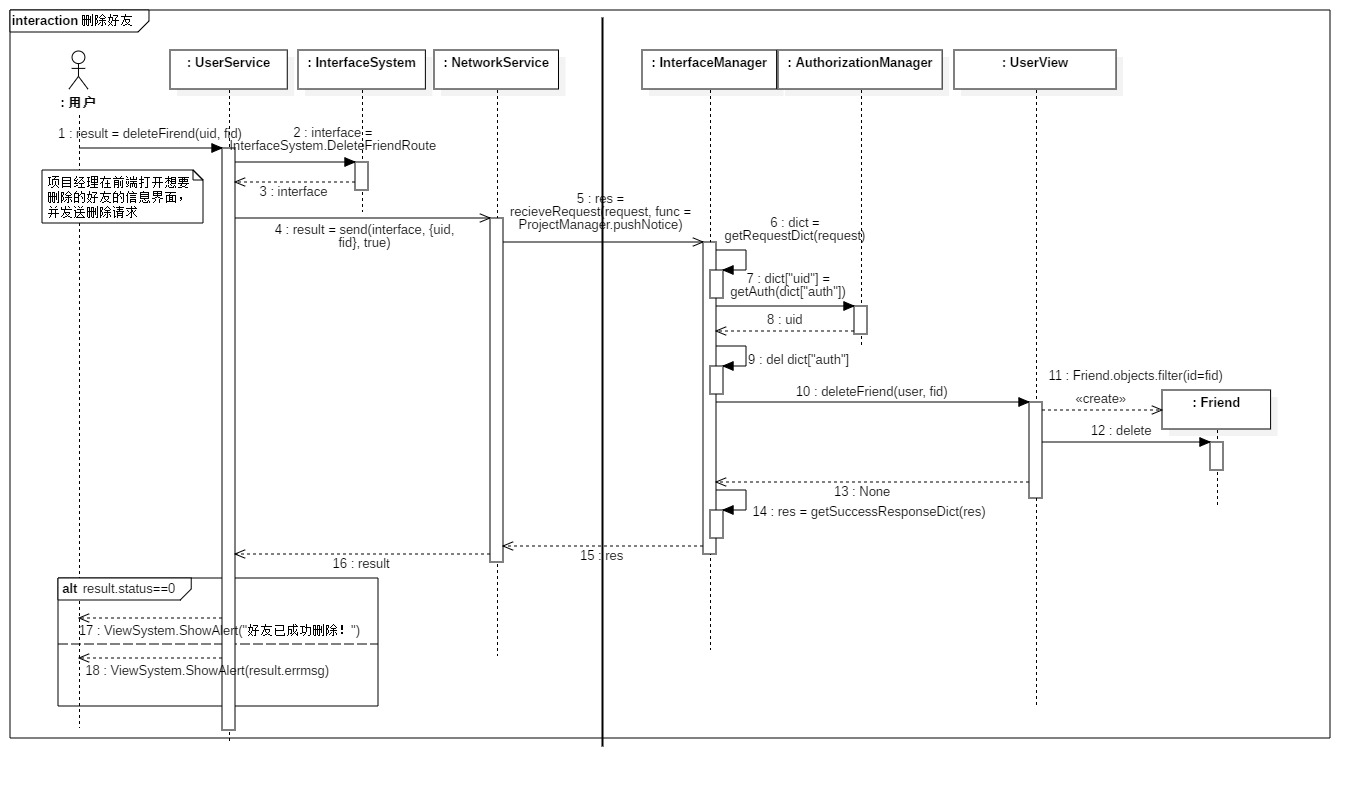 interaction 删除好友
: 用户
: UserService
: InterfaceSystem
: NetworkService
: InterfaceManager
: AuthorizationManager
: UserView
1 : result = deleteFirend(uid, fid)
2 : interface =
InterfaceSystem.DeleteFriendRoute
项目经理在前端打开想要
删除的好友的信息界面，
并发送删除请求
3 : interface
4 : result = send(interface, {uid,
fid}, true)
5 : res =
recieveRequest(request, func =
ProjectManager.pushNotice)
6 : dict =
getRequestDict(request)
7 : dict["uid"] =
getAuth(dict["auth"])
8 : uid
9 : del dict["auth"]
10 : deleteFriend(user, fid)
11 : Friend.objects.filter(id=fid)
«create»
: Friend
12 : delete
13 : None
14 : res = getSuccessResponseDict(res)
15 : res
16 : result
alt result.status==0
17 : ViewSystem.ShowAlert("好友已成功删除！")
18 : ViewSystem.ShowAlert(result.errmsg)